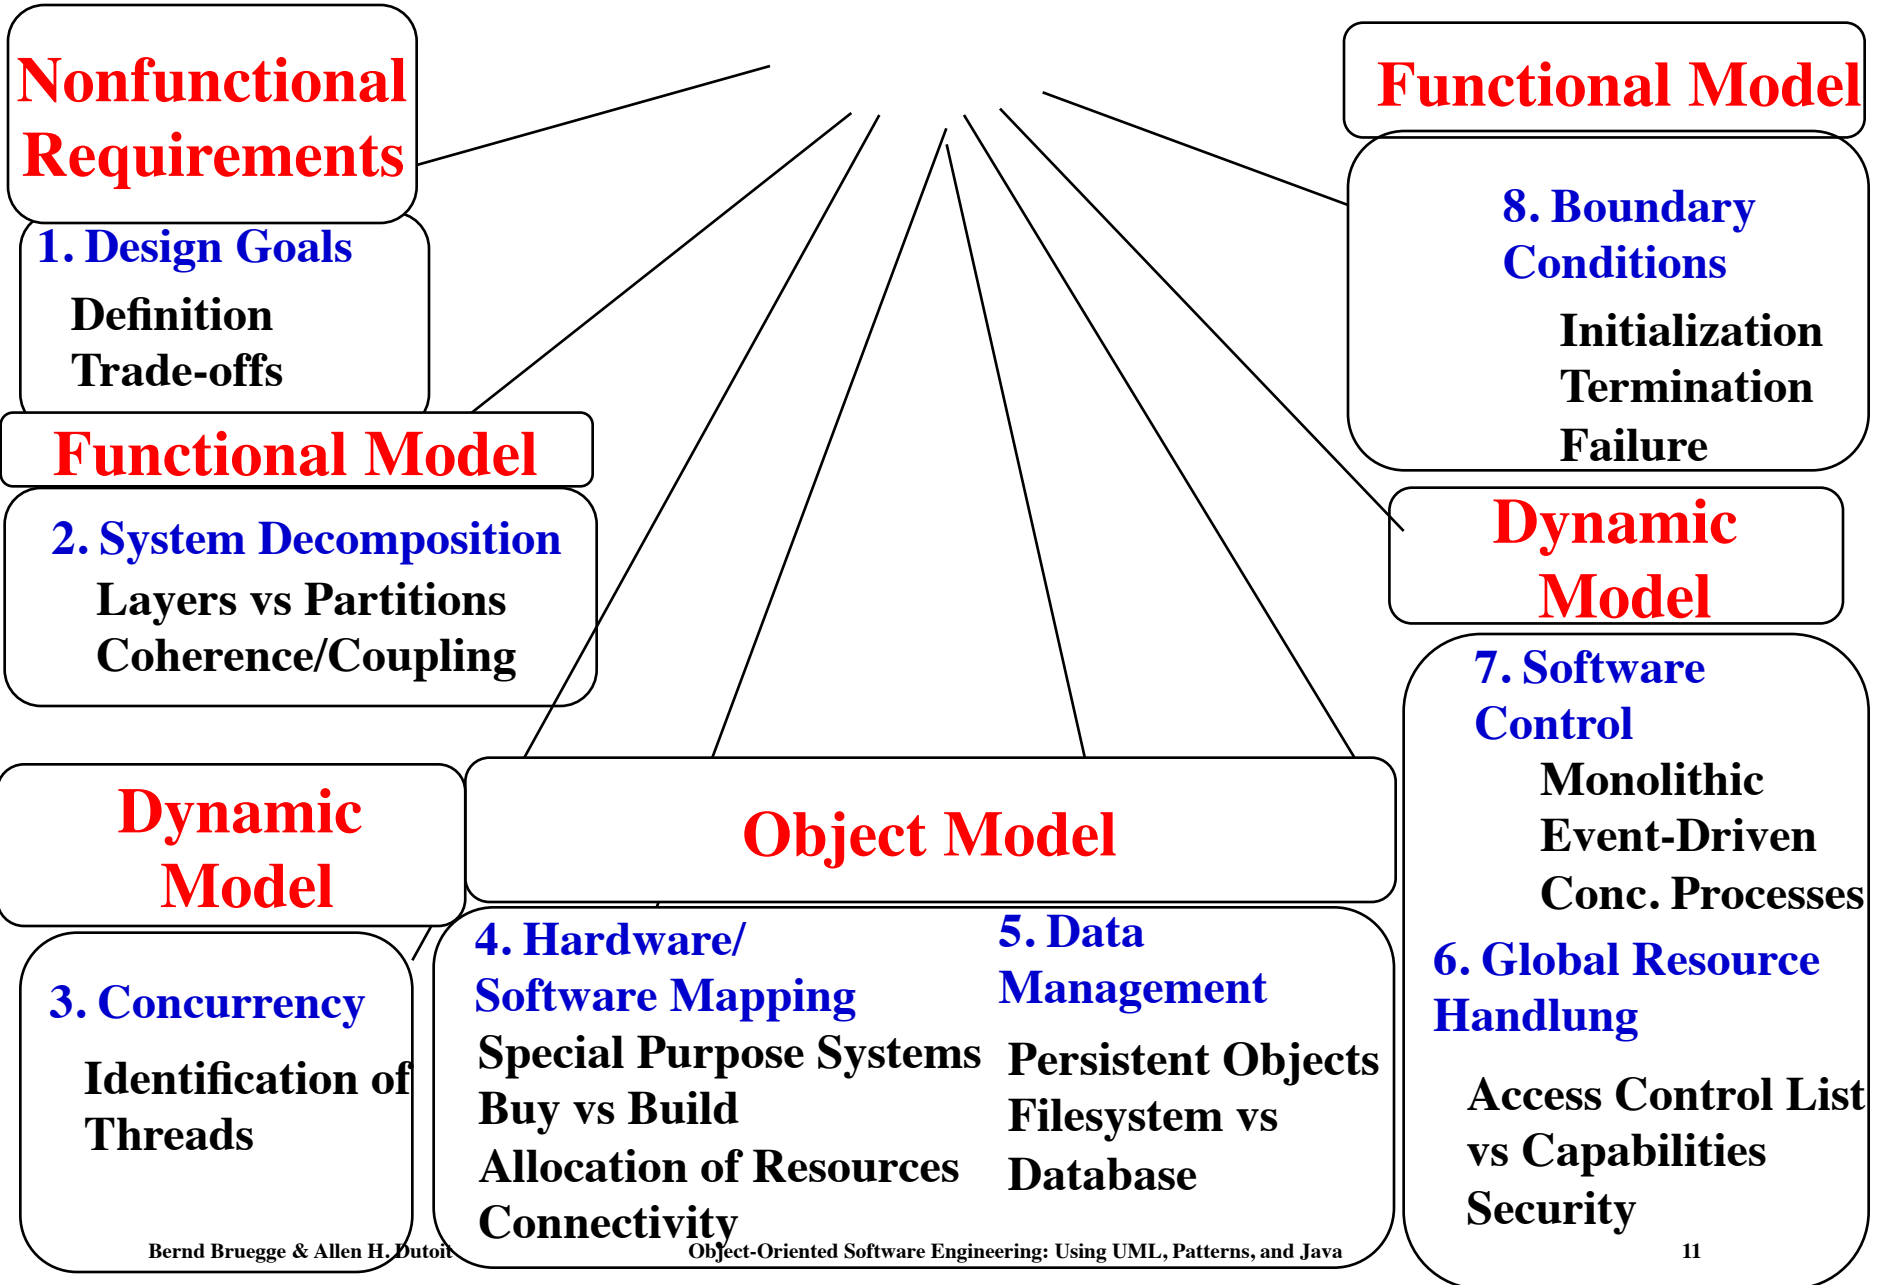 Nonfunctional
Requirements
1. Design Goals
Definition
Trade-offs
Functional Model
2. System Decomposition
Layers vs Partitions
Coherence/Coupling
Dynamic
Model
3. Concurrency
Identification of
Threads
Object Model
4. Hardware/
Software Mapping
Special Purpose Systems
Buy vs Build
Allocation of Resources
Connectivity
5. Data
Management
Persistent Objects
Filesystem vs
Database
Functional Model
8. Boundary
Conditions
Initialization
Termination
Failure
Dynamic
Model
7. Software
Control
Monolithic
Event-Driven
Conc. Processes
6. Global Resource
Handlung
Access Control List
vs Capabilities
Security
Bernd Bruegge & Allen H. Dutoit
Object-Oriented Software Engineering: Using UML, Patterns, and Java
11